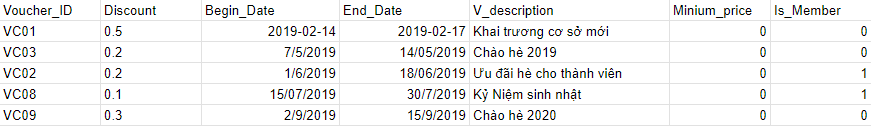 Voucher_ID Discount Begin_Date End_Date V_description Minium_price Is_Member
VC01 0.5 2019-02-14 2019-02-17 Khai trương cơ sở mới 0 0
VC03 0.2 7/5/2019 14/05/2019 Chào hè 2019 0 0
VC02 0.2 1/6/2019 18/06/2019 Ưu đãi hè cho thành viên 0 1
VC08 0.1 15/07/2019 30/7/2019 Kỷ Niệm sinh nhật 0 1
VC09 0.3 2/9/2019 15/9/2019 Chào hè 2020 0 0